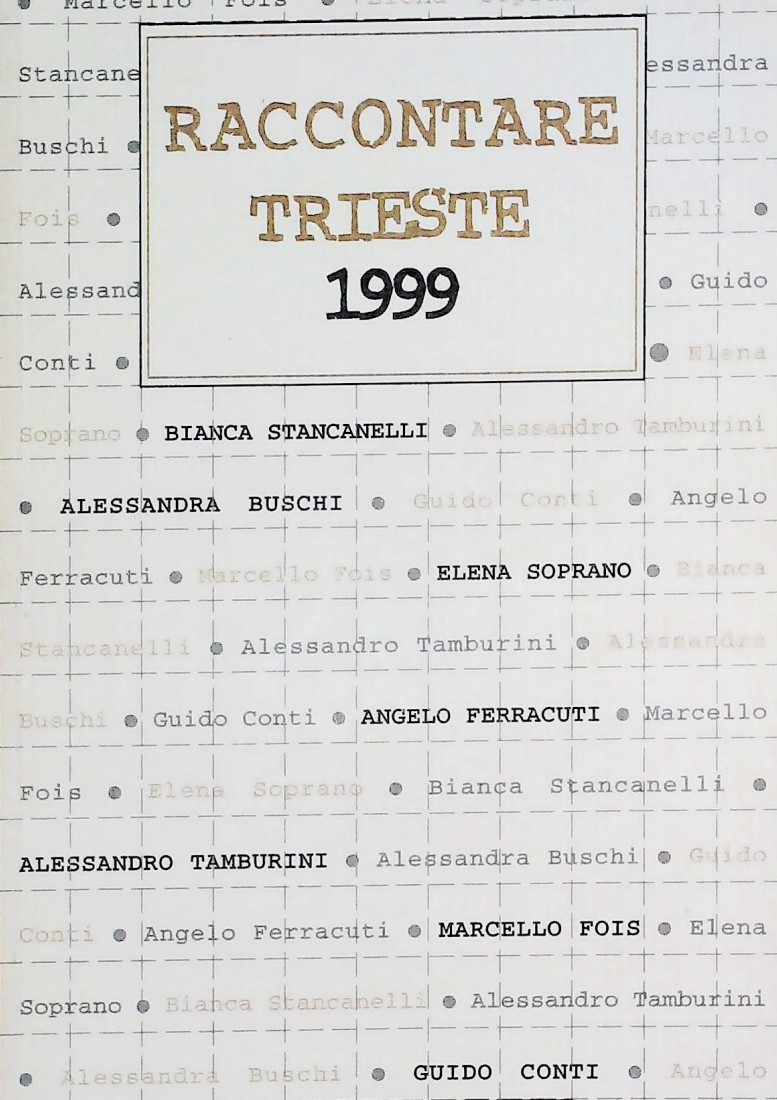 Marcello Fois ● Elena Sopran
Stancane
essandra
RACCONTARE
TRIESTE
1999
Buschi ●
Marcello
Fois ●
nelli ●
Alessand
● Guido
Conti ●
● Elena
Soprano ● BIANCA STANCANELLI ● Alessandro Tamburini
● ALESSANDRA BUSCHI ● Guido Conti ● Angelo
Ferracuti ● Marcello Fois ● ELENA SOPRANO ● Bianca
Stancanelli ● Alessandro Tamburini ● Alessandra
Buschi ● Guido Conti ● ANGELO FERRACUTI ● Marcello
Fois ● Elena Soprano ● Bianca Stancanelli ●
ALESSANDRO TAMBURINI ● Alessandra Buschi ● Guido
Conti ● Angelo Ferracuti ● MARCELLO FOIS ● Elena
Soprano ● Bianca Stancanelli ● Alessandro Tamburini
● Alessandra Buschi ● GUIDO CONTI ● Angelo